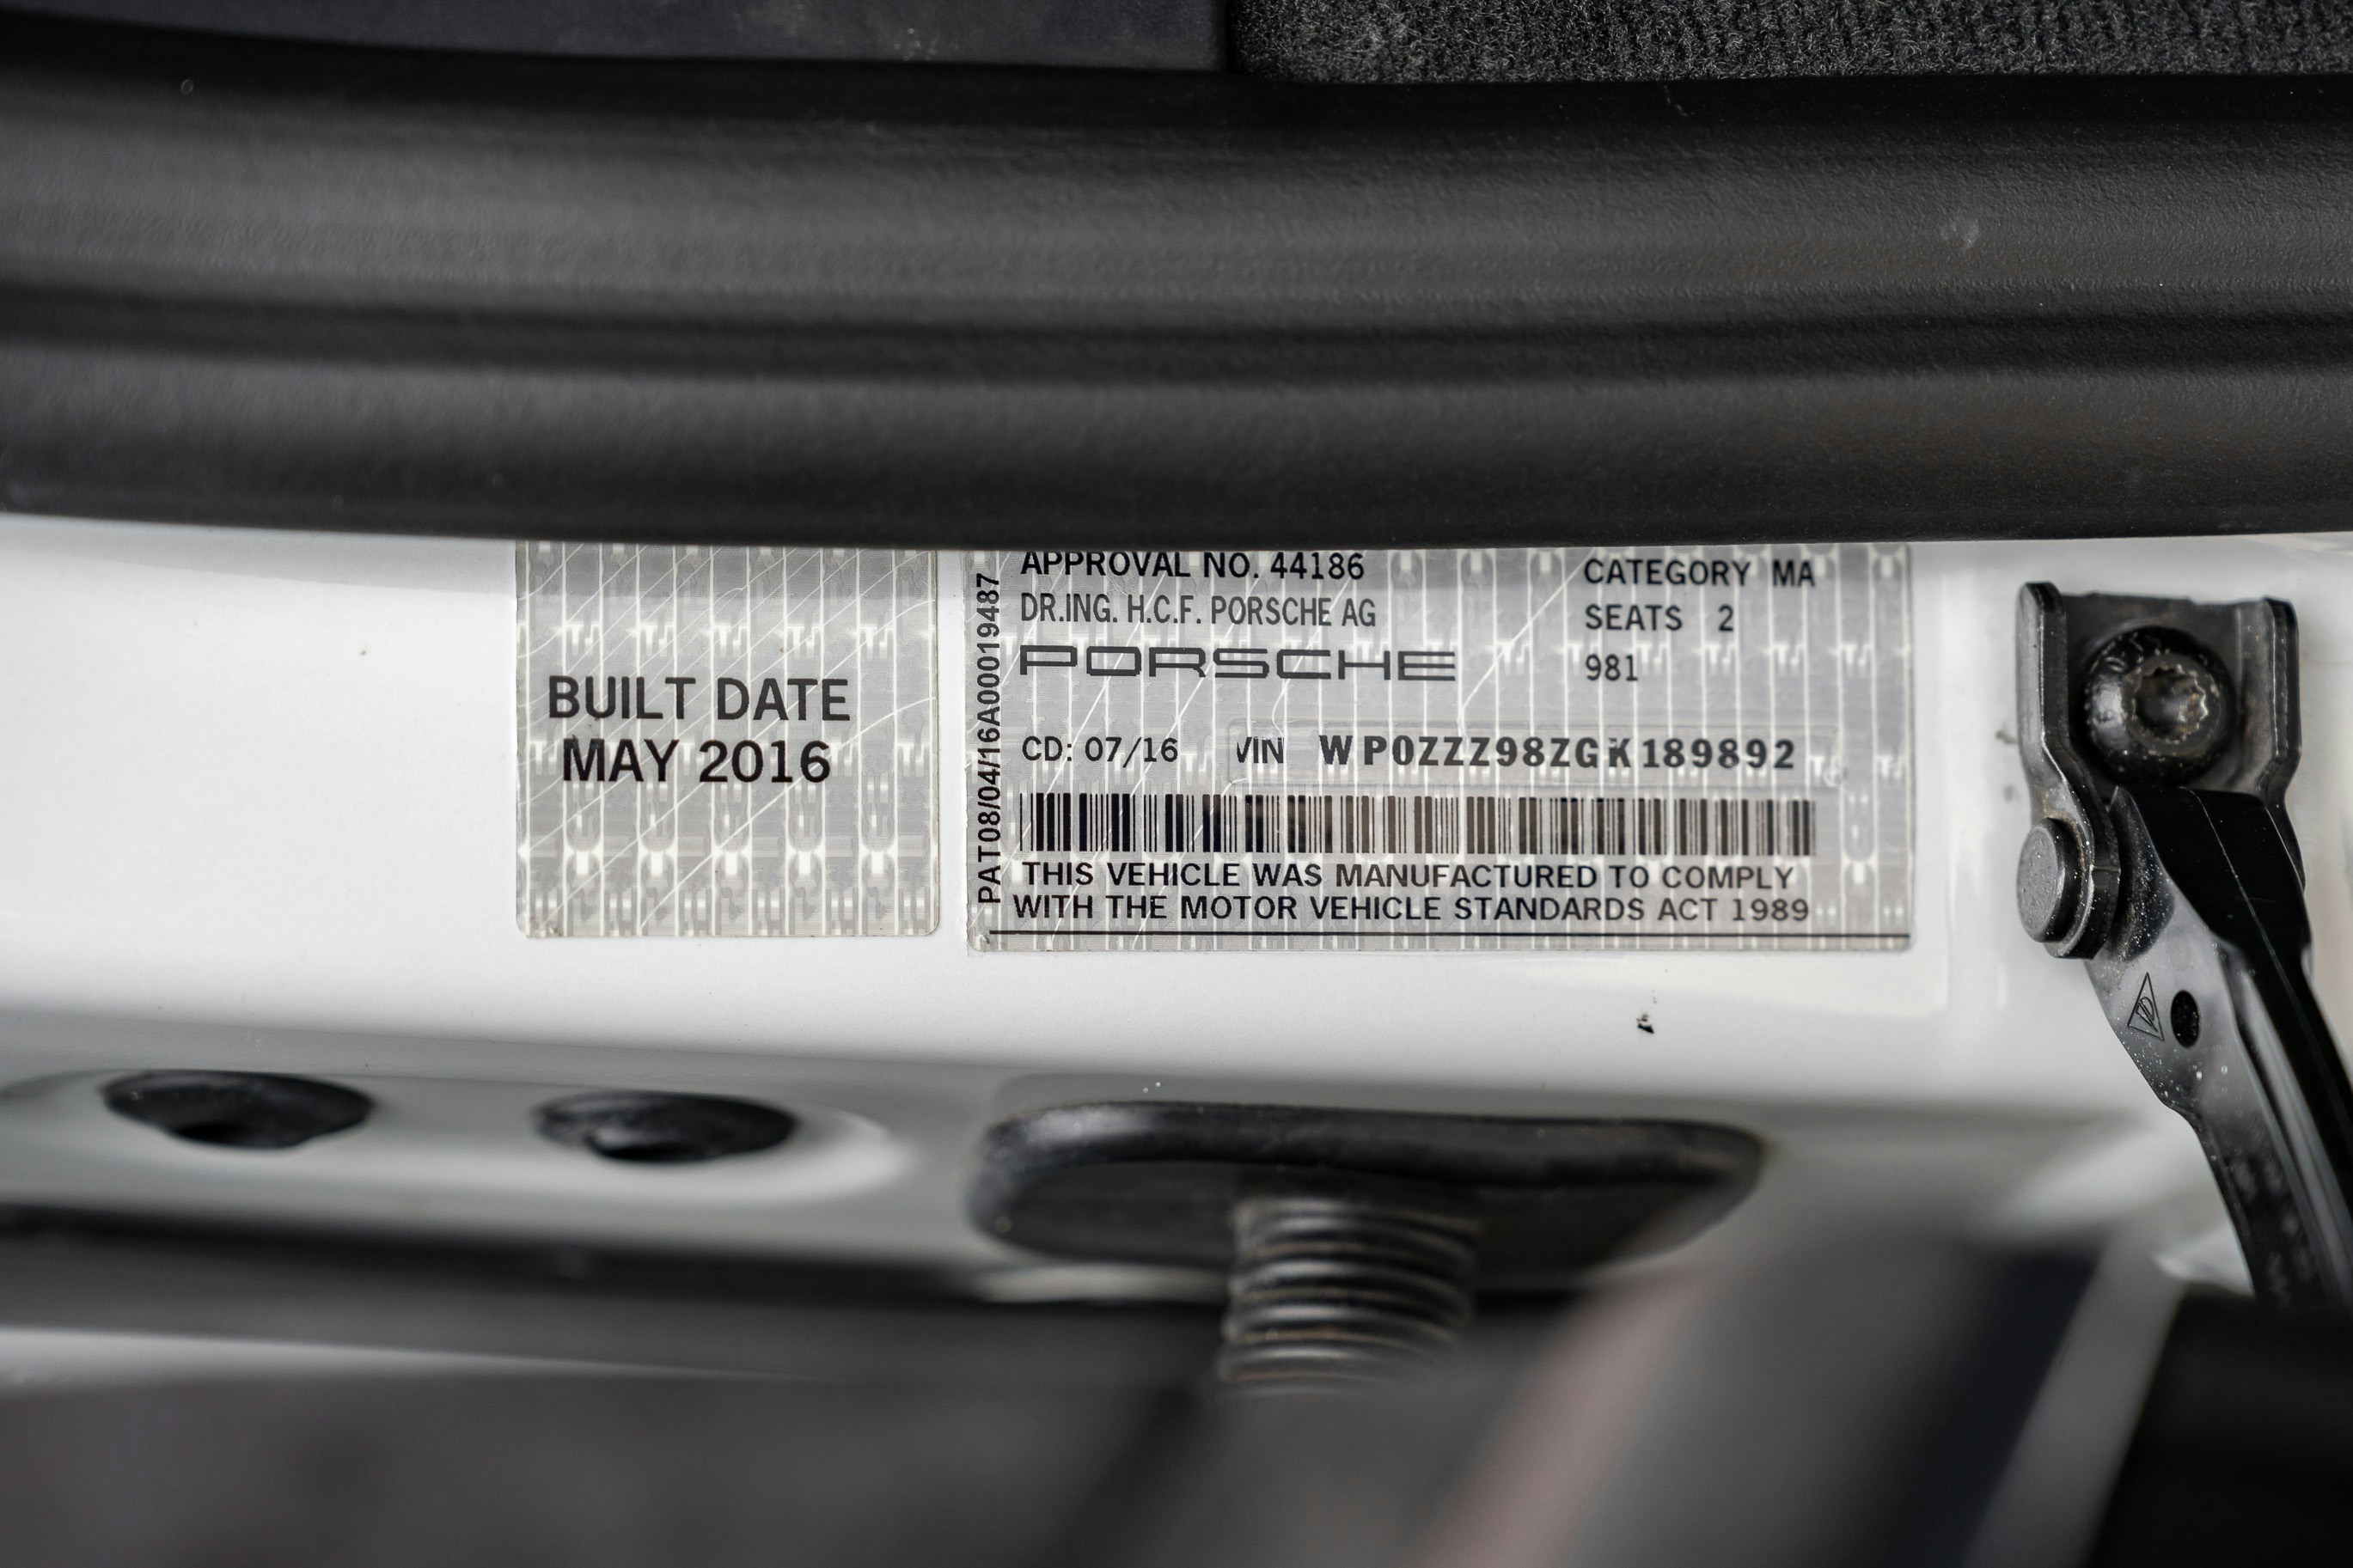 BUILT DATE
MAY 2016
PAT08/04/16A00019487
APPROVAL NO. 44186
CATEGORY MA
DR.ING. H.C.F. PORSCHE AG
SEATS 2
PORSCHE
981
CD: 07/16 VIN WP0ZZZ98ZGK189892
THIS VEHICLE WAS MANUFACTURED TO COMPLY
WITH THE MOTOR VEHICLE STANDARDS ACT 1989